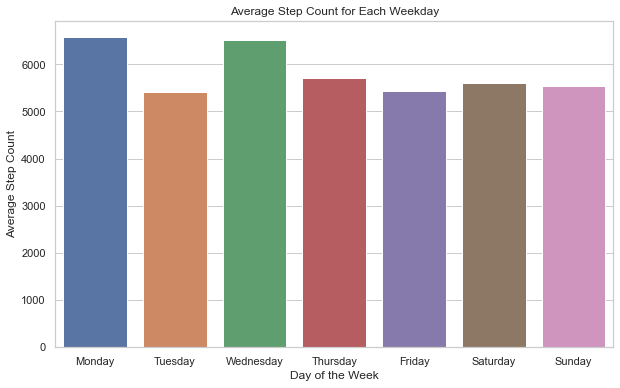 Average Step Count for Each Weekday
Average Step Count
6000
5000
4000
3000
2000
1000
0
Monday Tuesday Wednesday Thursday Friday Saturday Sunday
Day of the Week